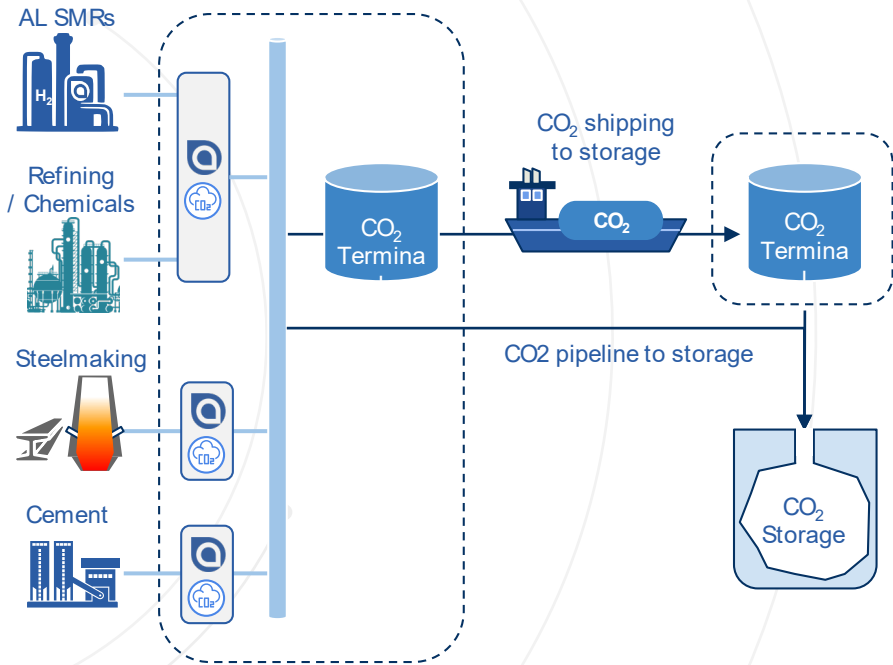 AL SMRs
H₂
Refining
/ Chemicals
Steelmaking
Cement
CO₂
CO₂
CO₂
CO₂
Termina
l
CO₂ shipping
to storage
CO₂
CO₂
Termina
l
CO2 pipeline to storage
CO₂
Storage